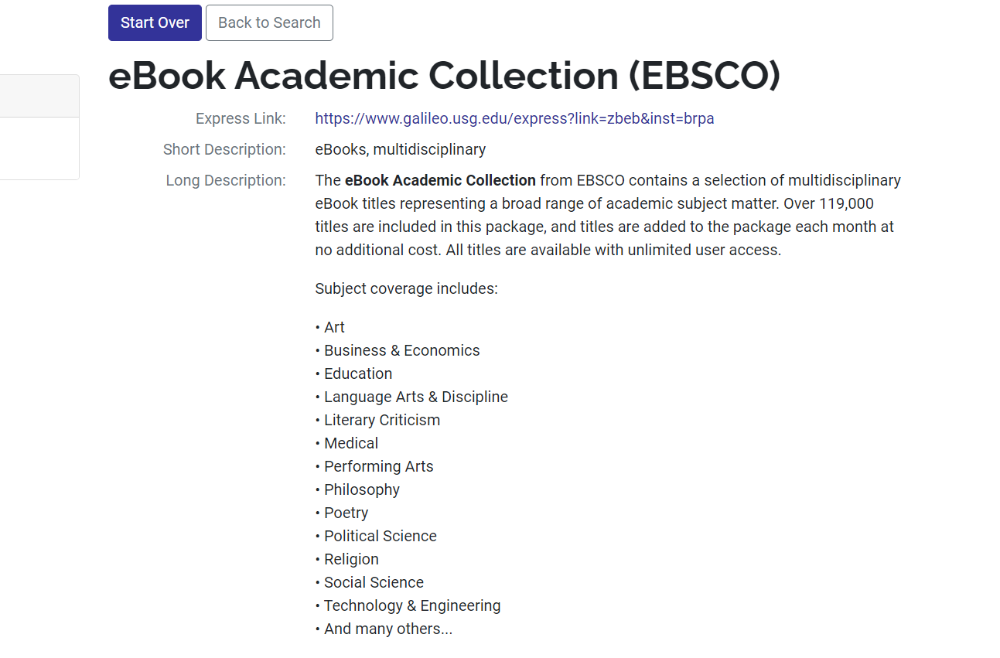 Start Over Back to Search
eBook Academic Collection (EBSCO)
Express Link: https://www.galileo.usg.edu/express?link=zbeb&inst=brpa
Short Description: eBooks, multidisciplinary
Long Description: The eBook Academic Collection from EBSCO contains a selection of multidisciplinary
eBook titles representing a broad range of academic subject matter. Over 119,000
titles are included in this package, and titles are added to the package each month at
no additional cost. All titles are available with unlimited user access.
Subject coverage includes:
• Art
• Business & Economics
• Education
• Language Arts & Discipline
• Literary Criticism
• Medical
• Performing Arts
• Philosophy
• Poetry
• Political Science
• Religion
• Social Science
• Technology & Engineering
• And many others...